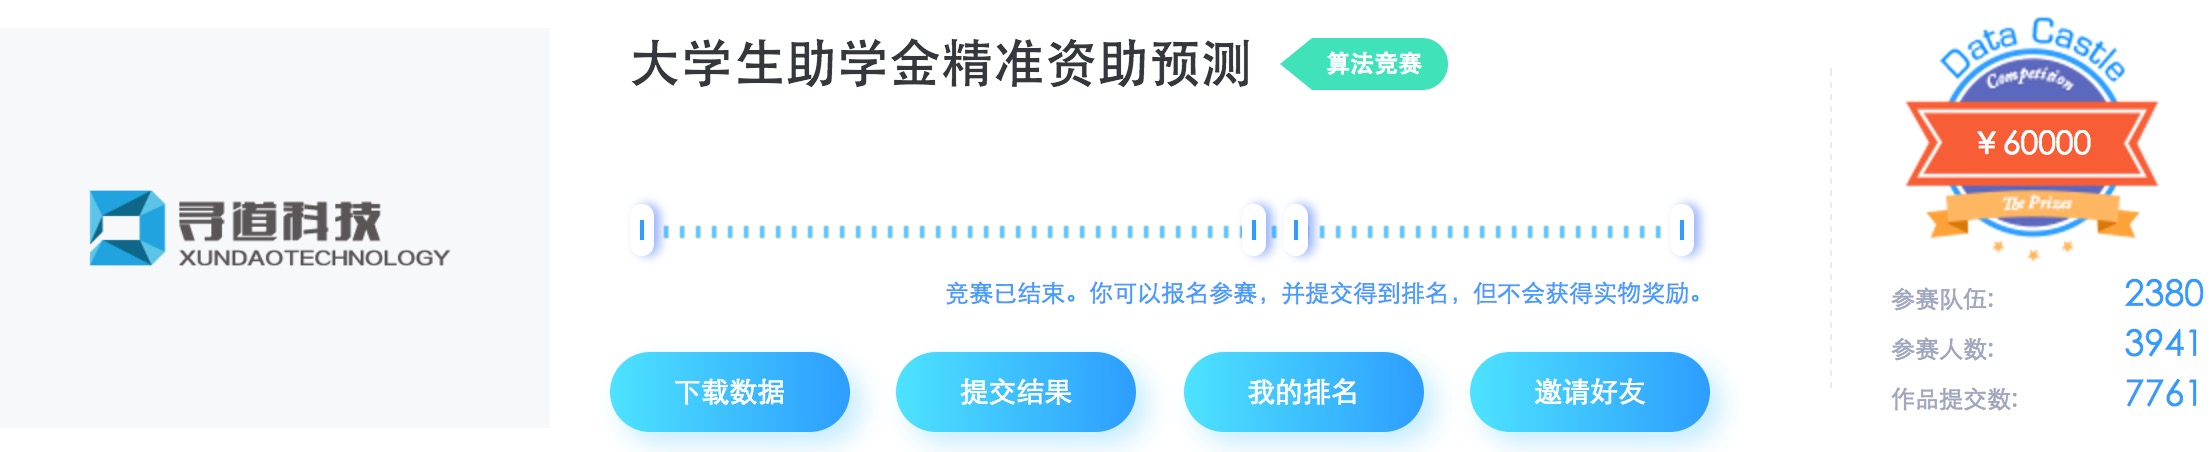 寻道科技
XUNDAOTECHNOLOGY
大学生助学金精准资助预测
算法竞赛
竞赛已结束。你可以报名参赛，并提交得到排名，但不会获得实物奖励。
下载数据
提交结果
我的排名
邀请好友
Data Castle
Competition
¥60000
The Prizes
参赛队伍: 2380
参赛人数: 3941
作品提交数: 7761